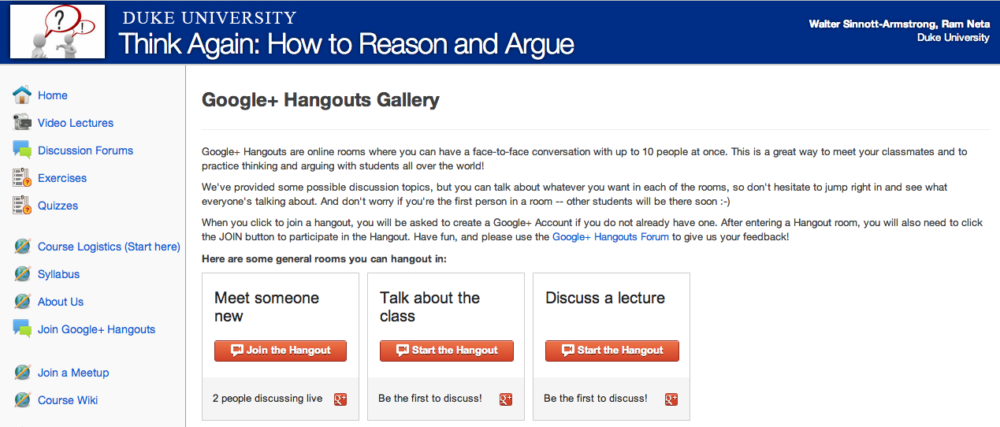 ? !
DUKE UNIVERSITY
Think Again: How to Reason and Argue
Walter Sinnott-Armstrong, Ram Neta
Duke University
Home
Video Lectures
Discussion Forums
Exercises
Quizzes
Course Logistics (Start here)
Syllabus
About Us
Join Google+ Hangouts
Join a Meetup
Course Wiki
Google+ Hangouts Gallery
Google+ Hangouts are online rooms where you can have a face-to-face conversation with up to 10 people at once. This is a great way to meet your classmates and to
practice thinking and arguing with students all over the world!
We've provided some possible discussion topics, but you can talk about whatever you want in each of the rooms, so don't hesitate to jump right in and see what
everyone's talking about. And don't worry if you're the first person in a room -- other students will be there soon :-)
When you click to join a hangout, you will be asked to create a Google+ Account if you do not already have one. After entering a Hangout room, you will also need to click
the JOIN button to participate in the Hangout. Have fun, and please use the Google+ Hangouts Forum to give us your feedback!
Here are some general rooms you can hangout in:
Meet someone
new
Join the Hangout
2 people discussing live
g+
Talk about the
class
Start the Hangout
Be the first to discuss!
g+
Discuss a lecture
Start the Hangout
Be the first to discuss!
g+